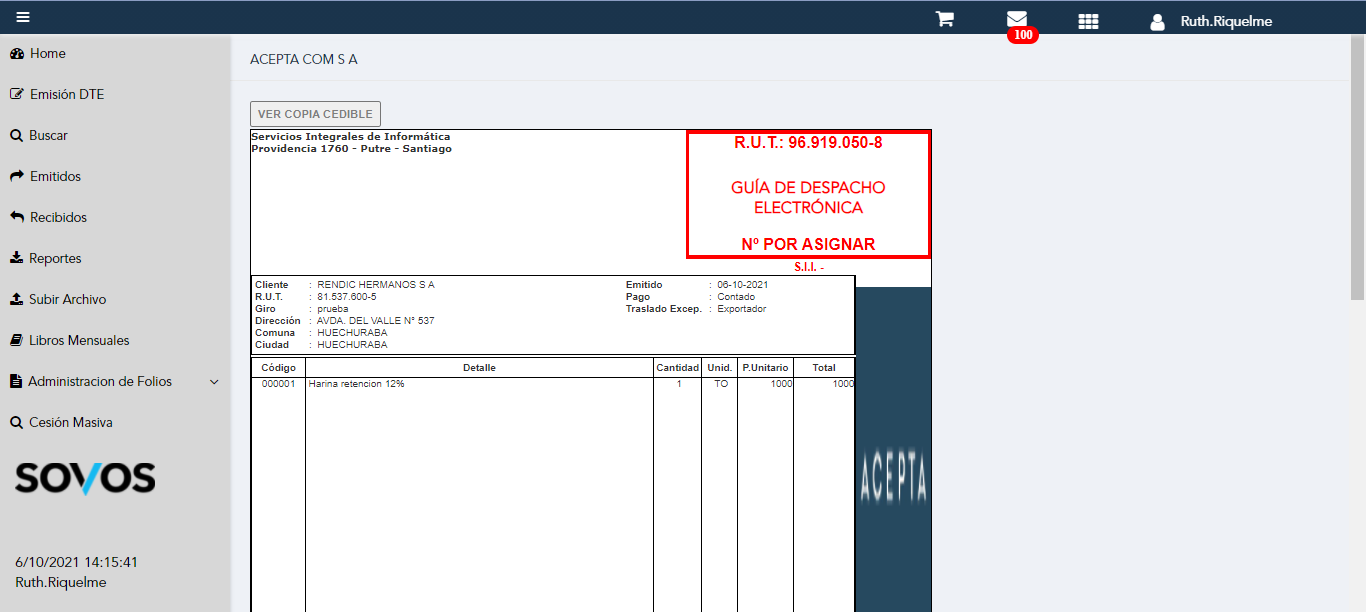 100
Ruth.Riquelme
Home
Emisión DTE
Buscar
Emitidos
Recibidos
Reportes
Subir Archivo
Libros Mensuales
Administracion de Folios
Cesión Masiva
SOVOS
6/10/2021 14:15:41
Ruth.Riquelme
ACEPTA COM S A
VER COPIA CEDIBLE
Servicios Integrales de Informática
Providencia 1760 - Putre - Santiago
R.U.T.: 96.919.050-8
GUÍA DE DESPACHO
ELECTRÓNICA
Nº POR ASIGNAR
S.I.I. -
Cliente : RENDIC HERMANOS S A Emitido : 06-10-2021
R.U.T. : 81.537.600-5 Pago : Contado
Giro : prueba Traslado Excep. : Exportador
Dirección : AVDA. DEL VALLE N° 537
Comuna : HUECHURABA
Ciudad : HUECHURABA
Código Detalle Cantidad Unid. P.Unitario Total
000001 Harina retencion 12% 1 TO 1000 1000
ACEPTA